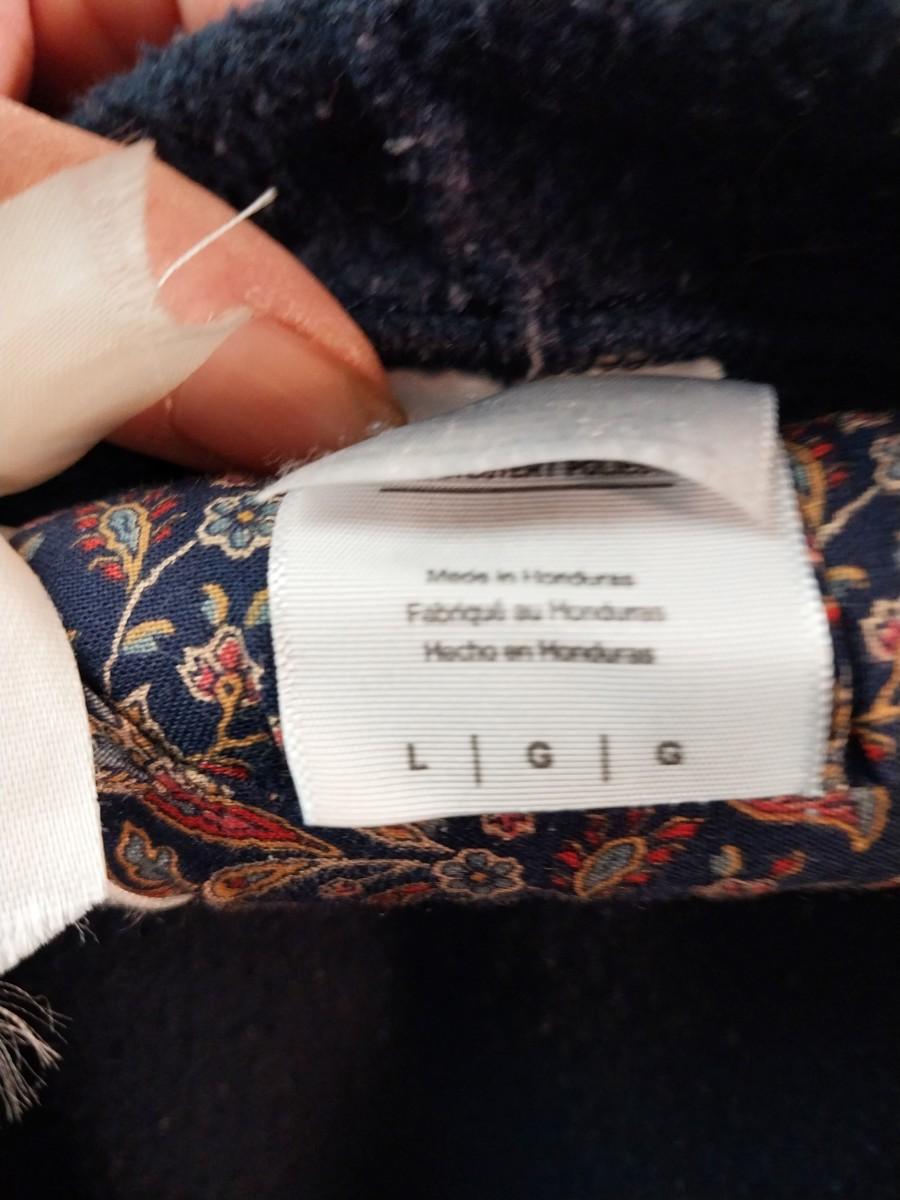 Made in Honduras
Fabriqué au Honduras
Hecho en Honduras
L | G | G